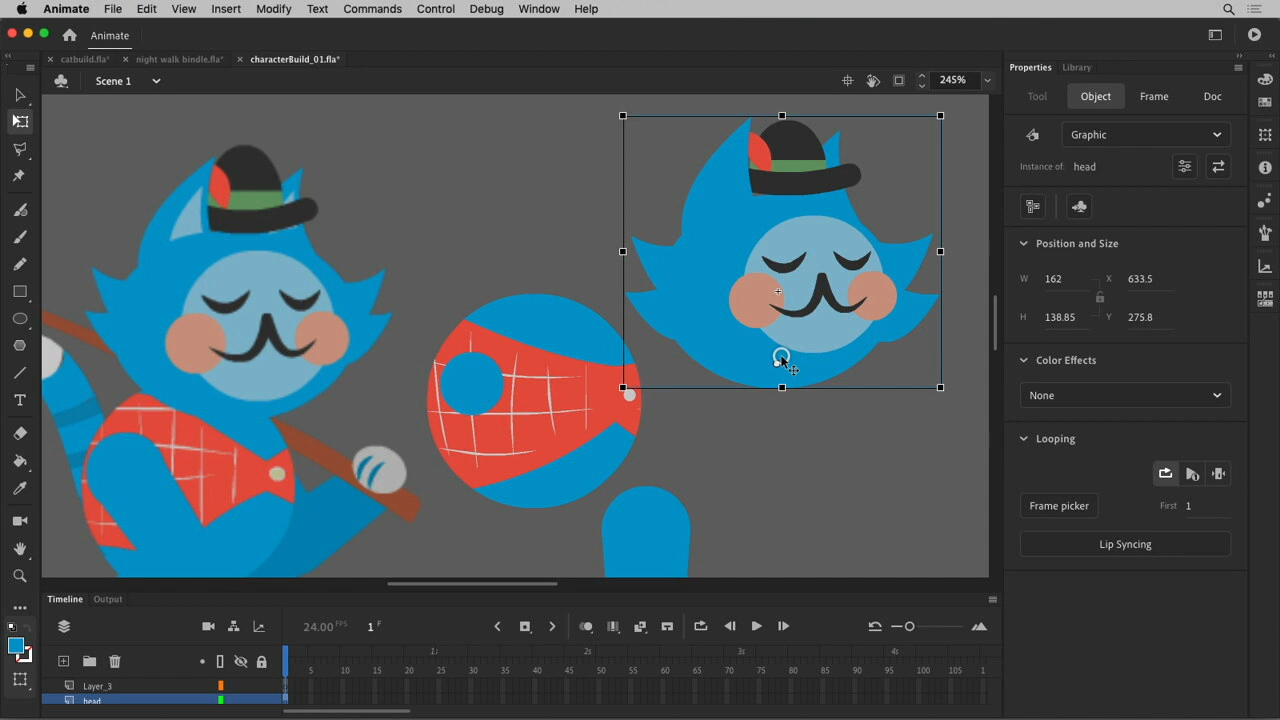 Animate File Edit View Insert Modify Text Commands Control Debug Window Help
Animate
catbuild.fla* night walk bindle.fla* characterBuild_01.fla*
Scene 1 245%
Properties Library
Tool Object Frame Doc
Graphic
Instance of: head
Position and Size
W 162 X 633.5
H 138.85 Y 275.8
Color Effects
None
Looping
Frame picker First 1
Lip Syncing
T
Timeline Output
24.00 FPS 1 F
1s 2s 3s 4s
5 10 15 20 25 30 35 40 45 50 55 60 65 70 75 80 85 90 95 100 105 1
Layer_3
head